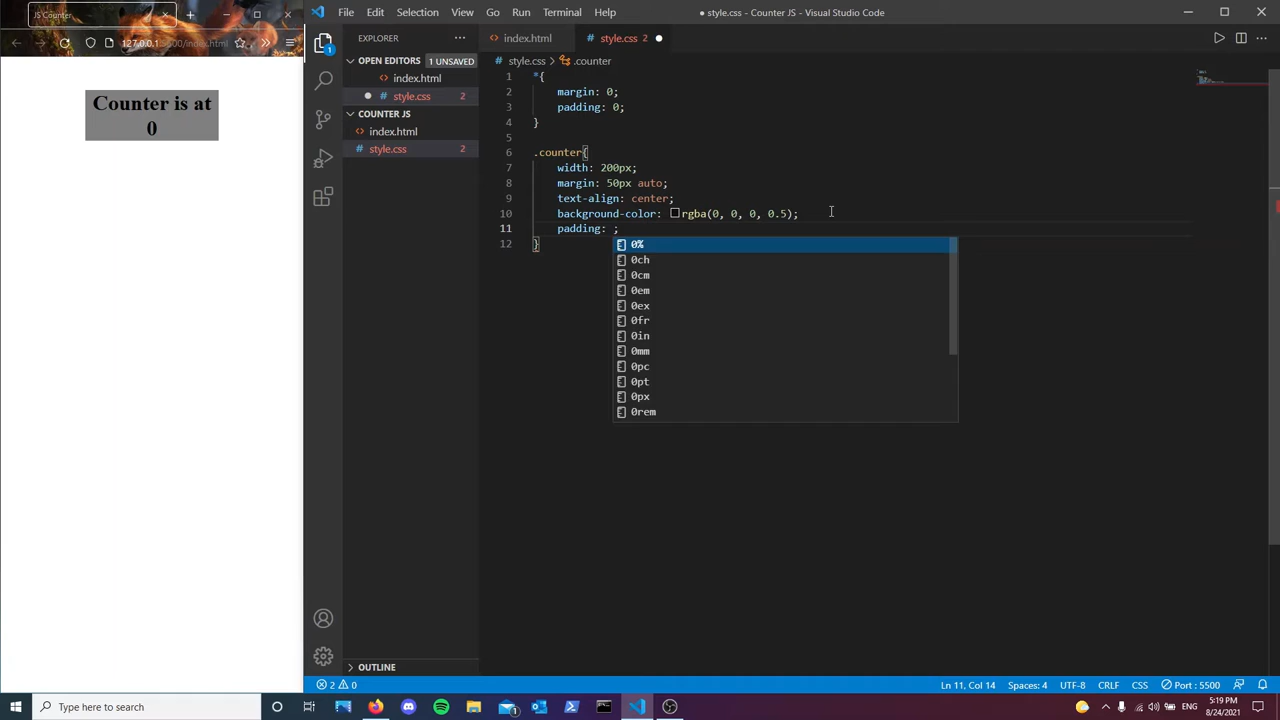 JS Counter
127.0.0.1:5500/index.html
Counter is at
0
File Edit Selection View Go Run Terminal Help
● style.css - Counter JS - Visual Studio Code
EXPLORER
OPEN EDITORS 1 UNSAVED
index.html
style.css 2
COUNTER JS
index.html
style.css 2
OUTLINE
index.html
style.css 2
style.css > .counter
1 *{
2 margin: 0;
3 padding: 0;
4 }
5
6 .counter{
7 width: 200px;
8 margin: 50px auto;
9 text-align: center;
10 background-color: rgba(0, 0, 0, 0.5);
11 padding: ;
12 }
0%
0ch
0cm
0em
0ex
0fr
0in
0mm
0pc
0pt
0px
0rem
1
2 0
Ln 11, Col 14 Spaces: 4 UTF-8 CRLF CSS Port : 5500
Type here to search
1
ENG
5:19 PM
8/24/2021